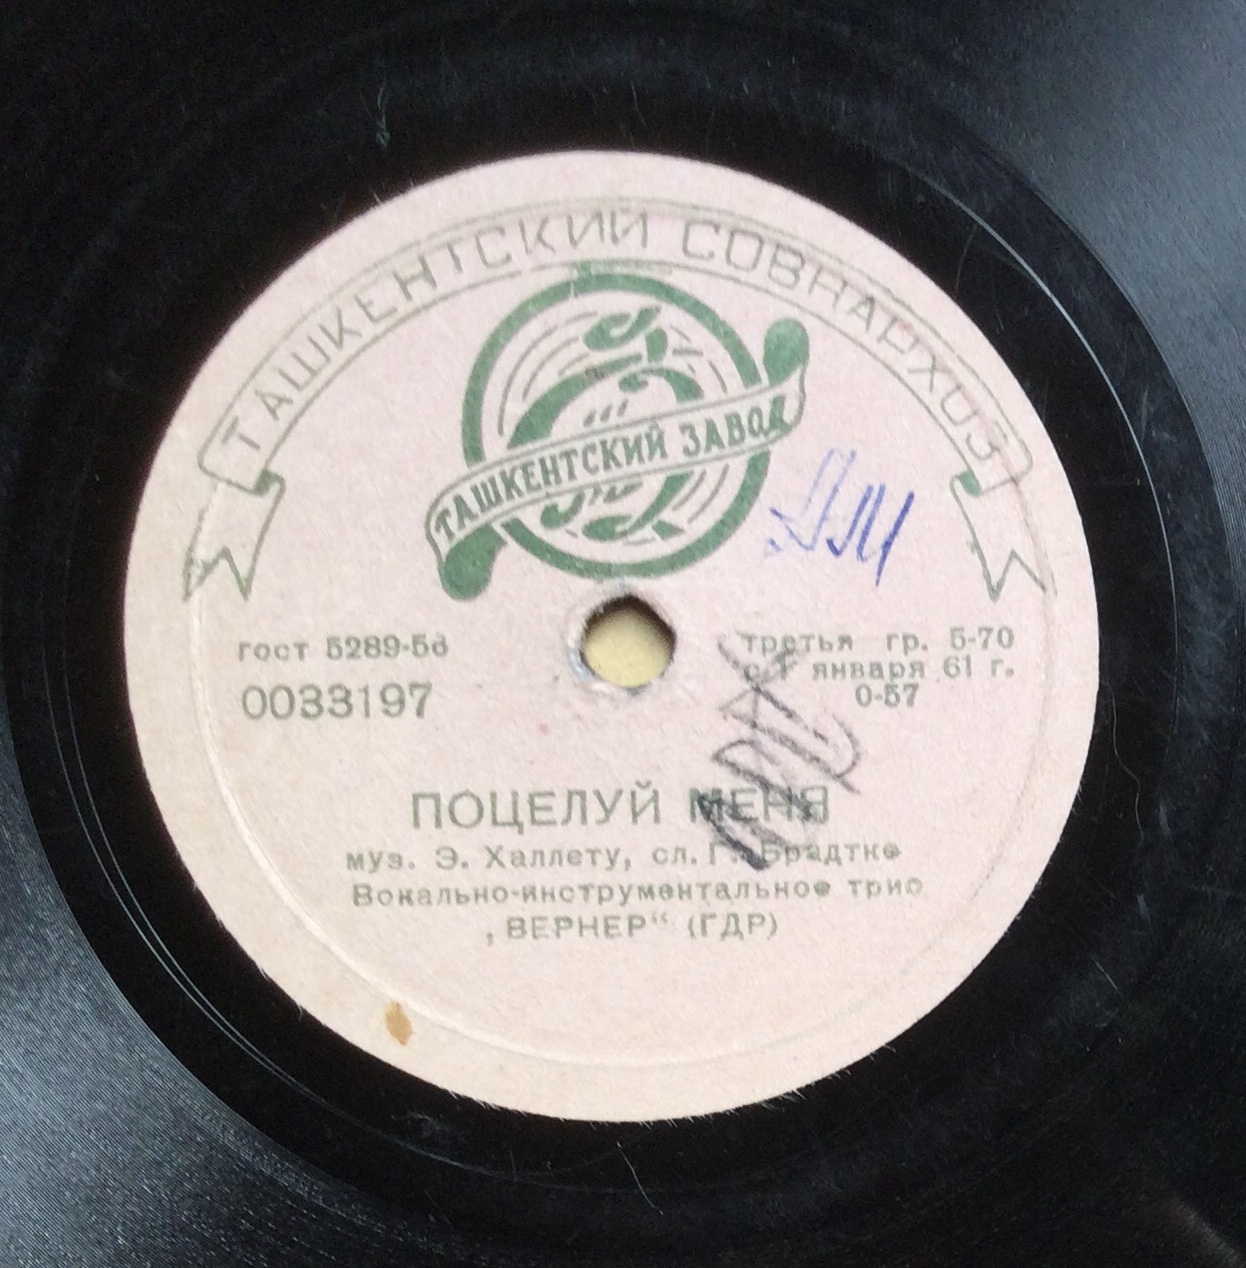 ТАШКЕНТСКИЙ СОВНАРХОЗ
ТАШКЕНТСКИЙ ЗАВОД
гост 5289-56
0033197
третья гр. 5-70
с 1 января 61 г.
0-57
ПОЦЕЛУЙ МЕНЯ
муз. Э. Халлету, сл. Г. Брадтке
Вокально-инструментальное трио
„ВЕРНЕР“ (ГДР)